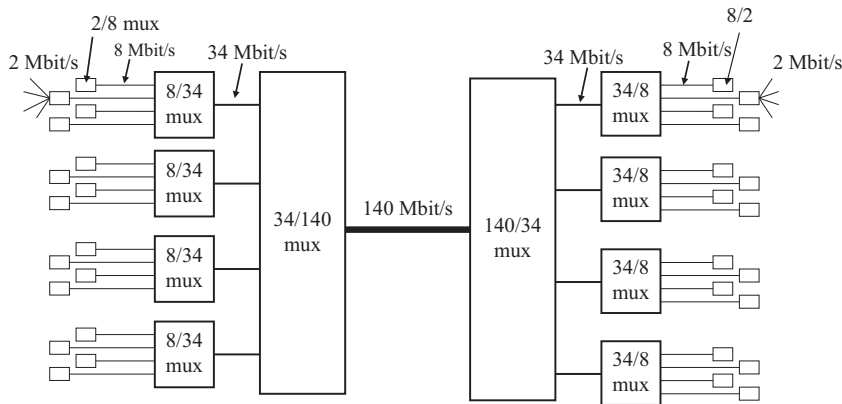 2/8 mux
8 Mbit/s
2 Mbit/s
34 Mbit/s
8/34
mux
8/34
mux
8/34
mux
8/34
mux
34/140
mux
140 Mbit/s
140/34
mux
34 Mbit/s
8 Mbit/s
8/2
2 Mbit/s
34/8
mux
34/8
mux
34/8
mux
34/8
mux